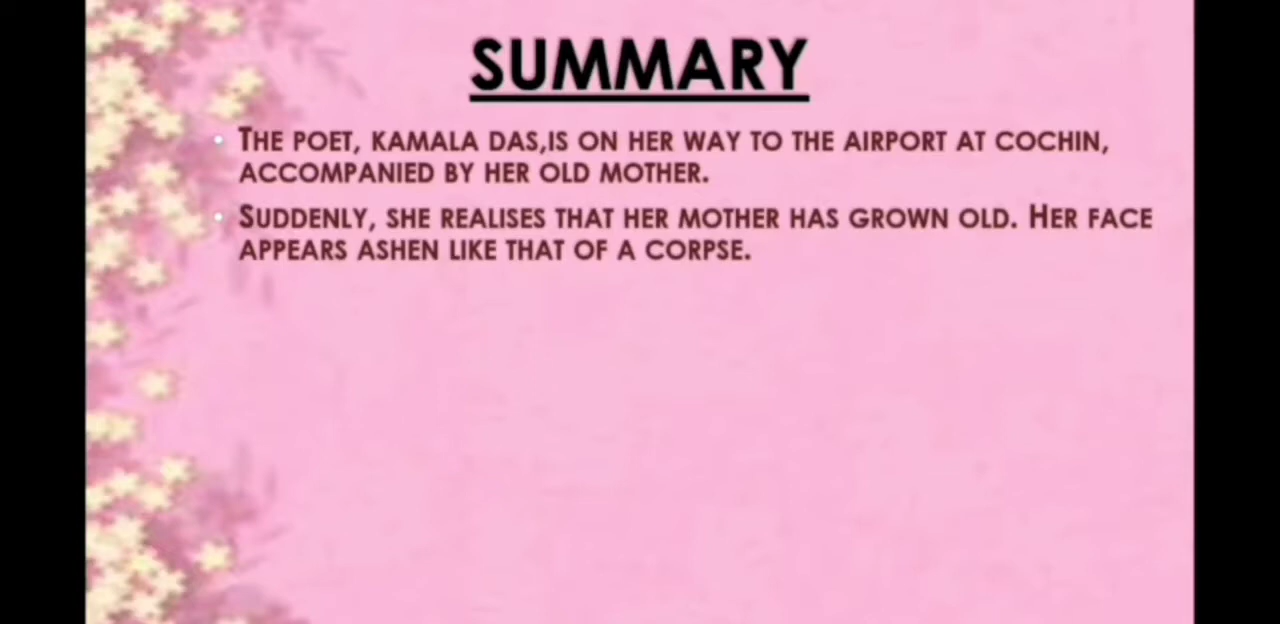 SUMMARY
THE POET, KAMALA DAS,IS ON HER WAY TO THE AIRPORT AT COCHIN,
ACCOMPANIED BY HER OLD MOTHER.
SUDDENLY, SHE REALISES THAT HER MOTHER HAS GROWN OLD. HER FACE
APPEARS ASHEN LIKE THAT OF A CORPSE.